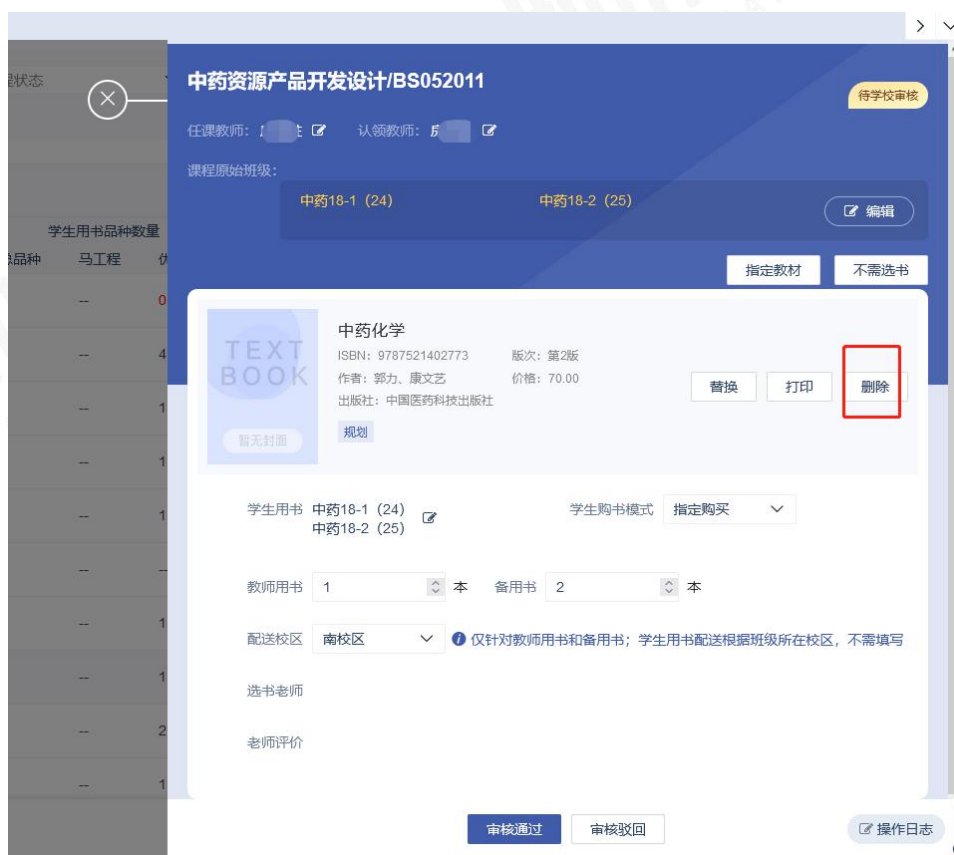 程状态
中药资源产品开发设计/BS052011
待学校审核
任课教师: 认领教师:
课程原始班级:
中药18-1 (24) 中药18-2 (25)
编辑
学生用书品种数量
总品种 马工程
指定教材 不需选书
-- 0
-- 4
-- 1
-- 1
-- 1
-- --
-- 1
-- 1
-- 2
-- 1
TEXT
BOOK
暂无封面
中药化学
ISBN: 9787521402773 版次: 第2版
作者: 郭力、康文艺 价格: 70.00
出版社: 中国医药科技出版社
规划
替换 打印 删除
学生用书 中药18-1 (24)
中药18-2 (25)
学生购书模式 指定购买
教师用书 1 本 备用书 2 本
配送校区 南校区 仅针对教师用书和备用书; 学生用书配送根据班级所在校区, 不需填写
选书老师
老师评价
审核通过 审核驳回 操作日志